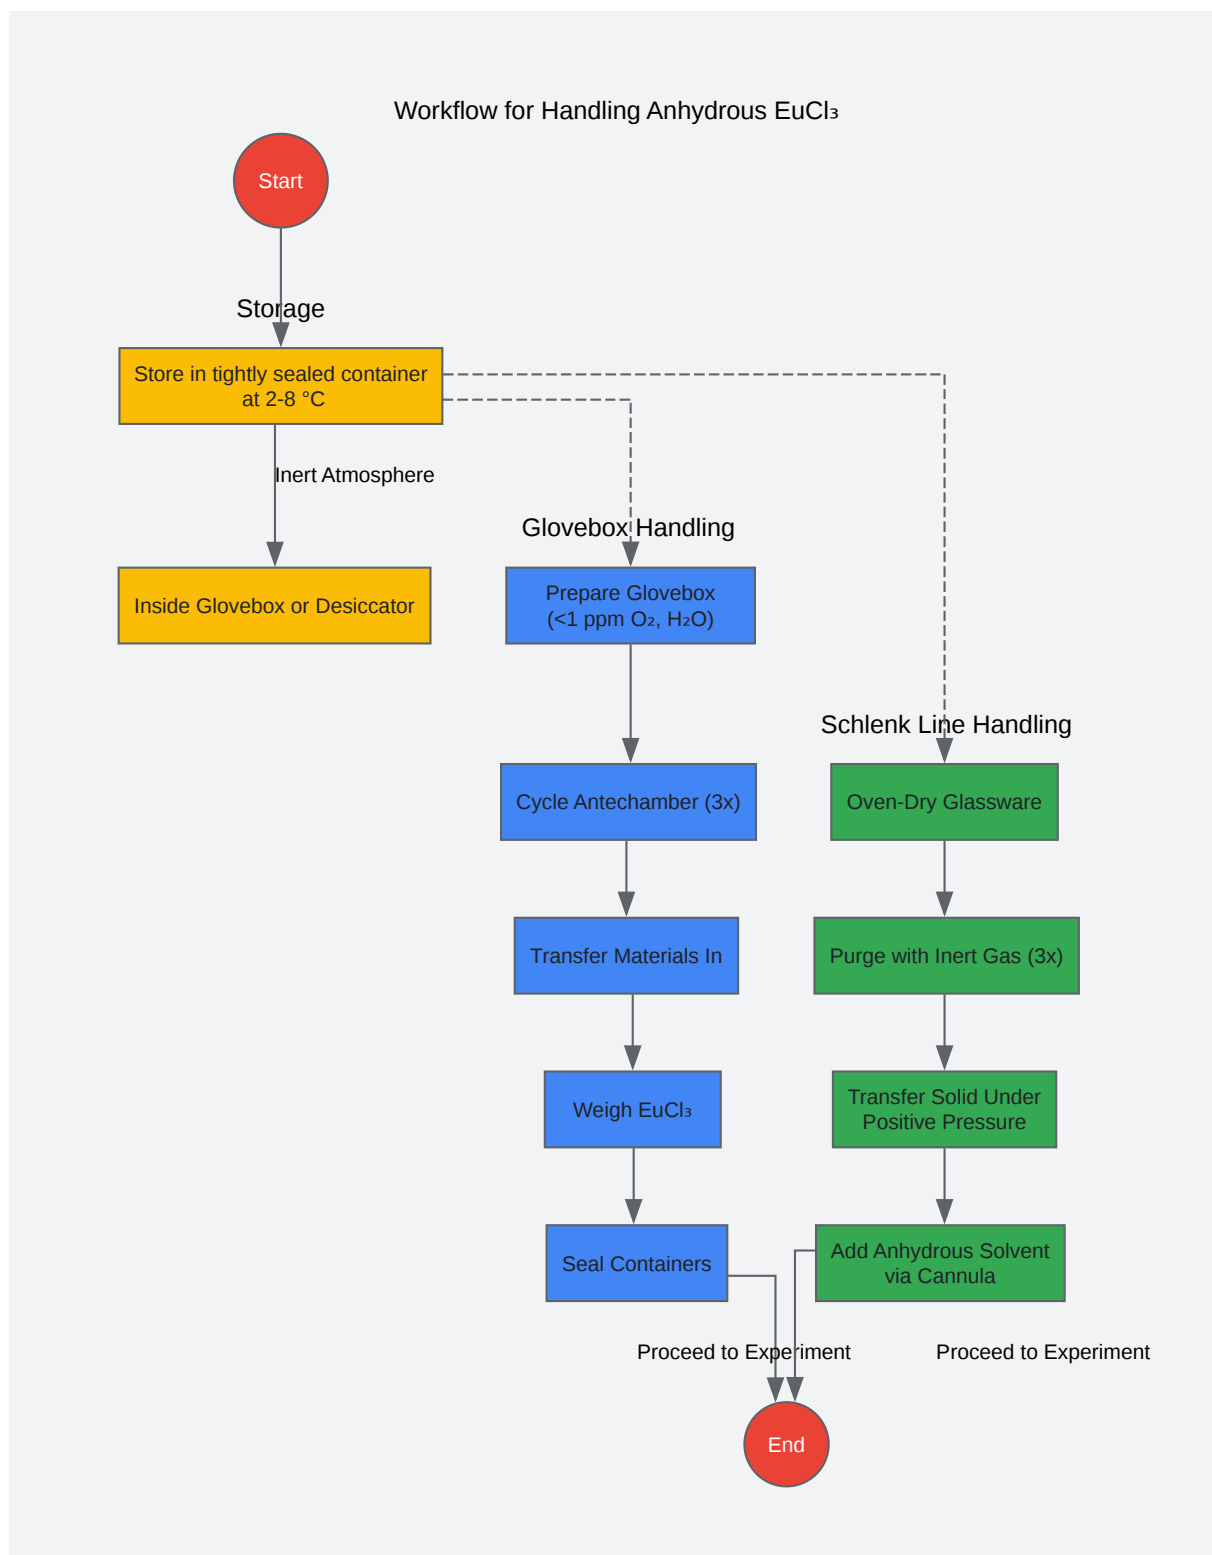 Workflow for Handling Anhydrous EuCl₃
Start
Storage
Store in tightly sealed container
at 2-8 °C
Inert Atmosphere
Inside Glovebox or Desiccator
Glovebox Handling
Prepare Glovebox
(<1 ppm O₂, H₂O)
Cycle Antechamber (3x)
Transfer Materials In
Weigh EuCl₃
Seal Containers
Proceed to Experiment
Schlenk Line Handling
Oven-Dry Glassware
Purge with Inert Gas (3x)
Transfer Solid Under
Positive Pressure
Add Anhydrous Solvent
via Cannula
Proceed to Experiment
End